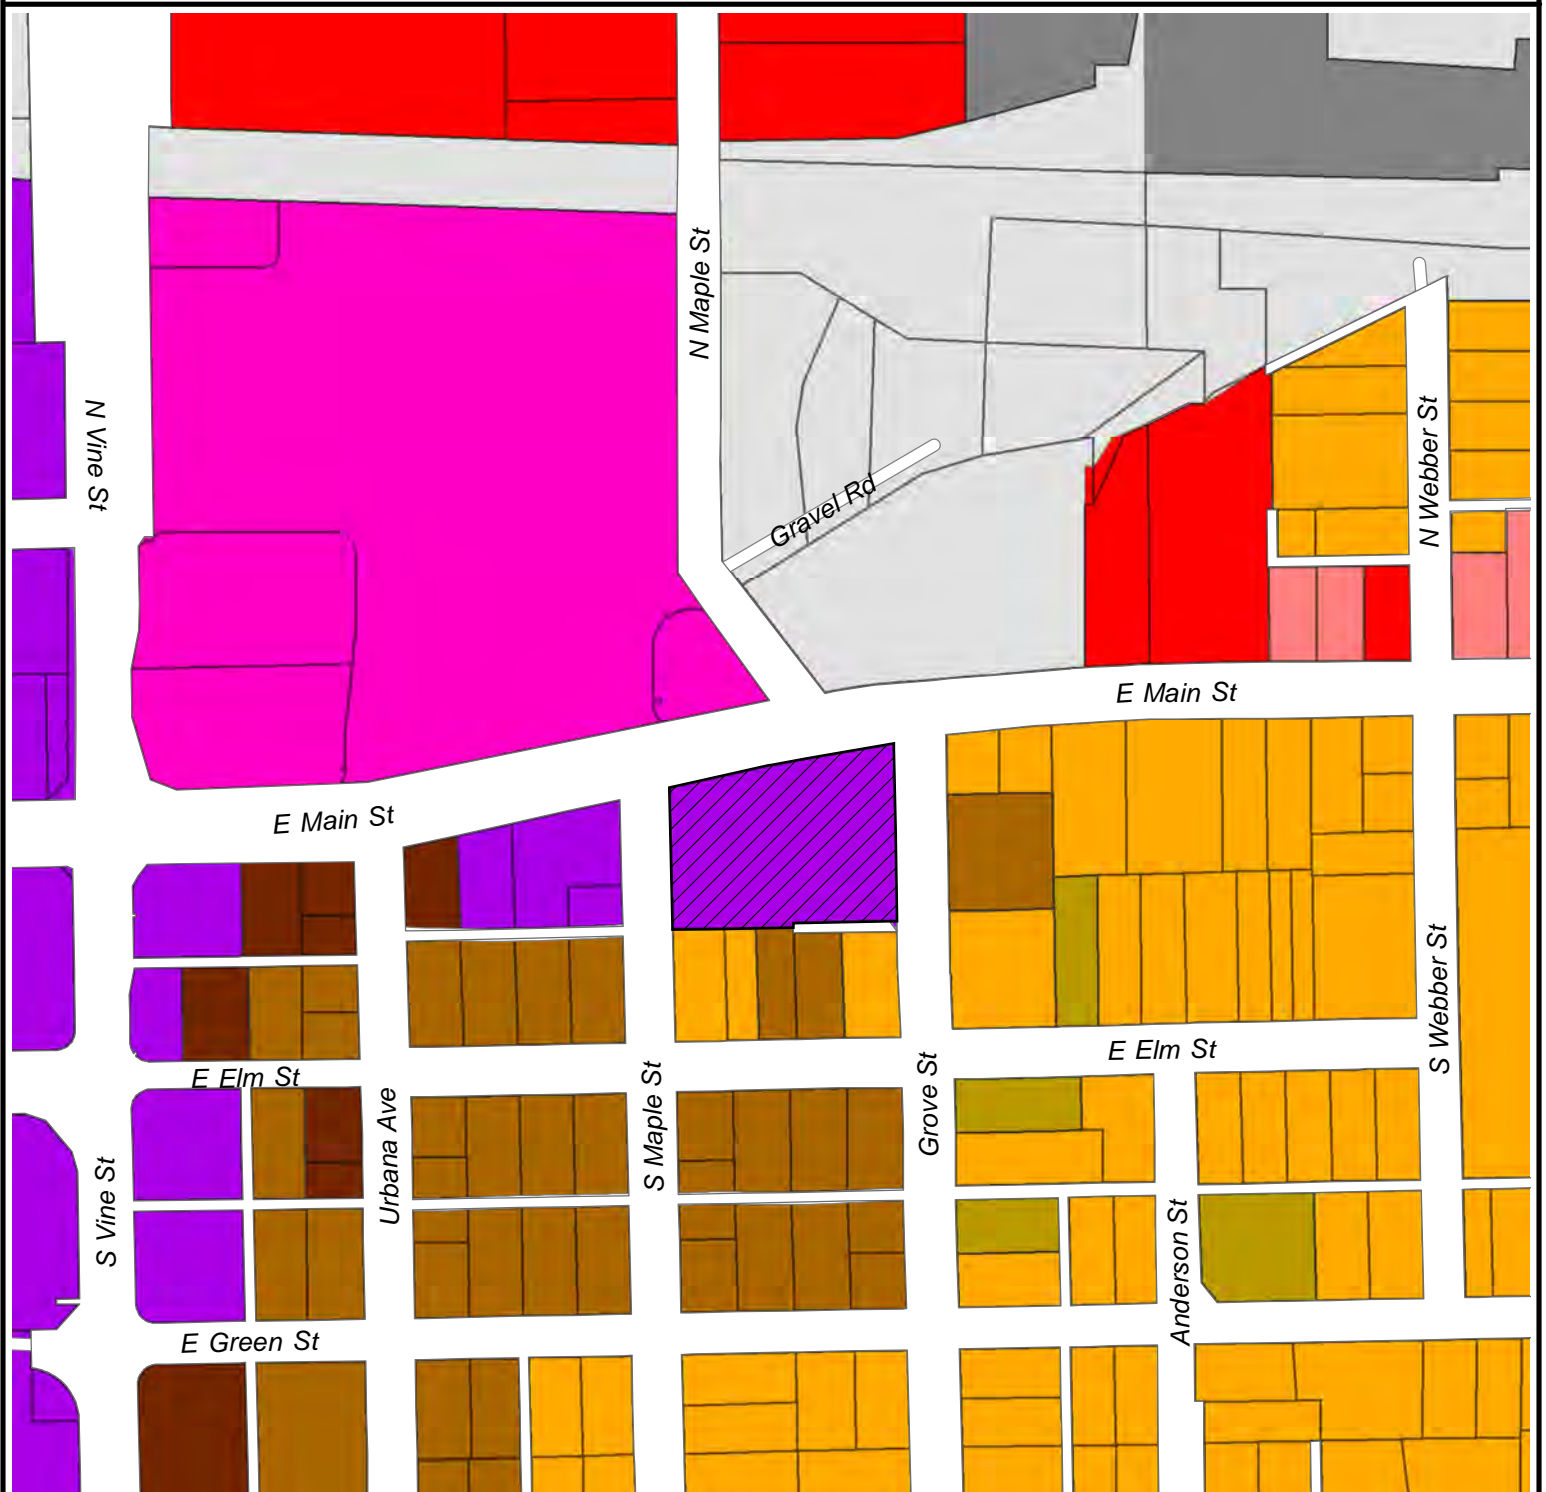 N Maple St
N Vine St
N Webber St
Gravel Rd
E Main St
E Main St
S Webber St
E Elm St
E Elm St
Grove St
S Maple St
Urbana Ave
S Vine St
Anderson St
E Green St